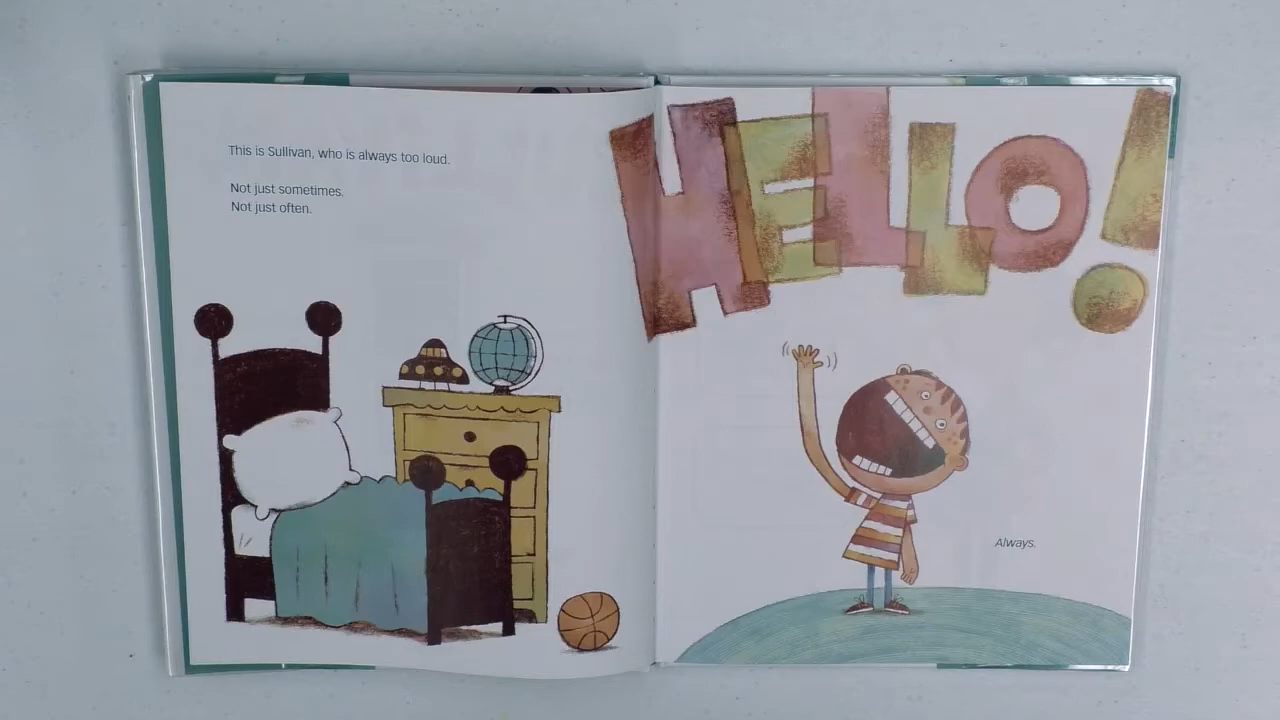 This is Sullivan, who is always too loud.
Not just sometimes.
Not just often.
HELLO!
Always.